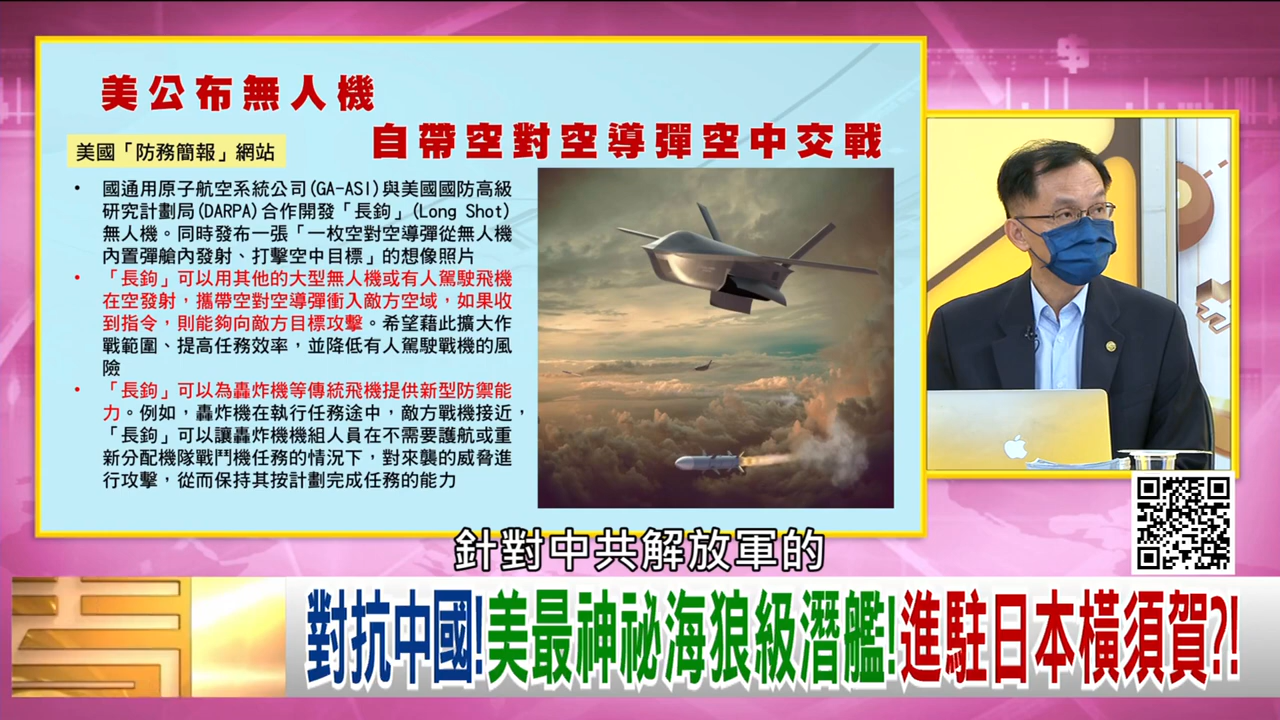 美公布無人機
自帶空對空導彈空中交戰
美國「防務簡報」網站
• 國通用原子航空系統公司(GA-ASI)與美國國防高級
研究計劃局(DARPA)合作開發「長鉤」(Long Shot)
無人機。同時發布一張「一枚空對空導彈從無人機
內置彈艙內發射、打擊空中目標」的想像照片
• 「長鉤」可以用其他的大型無人機或有人駕駛飛機
在空發射，攜帶空對空導彈衝入敵方空域，如果收
到指令，則能夠向敵方目標攻擊。希望藉此擴大作
戰範圍、提高任務效率，並降低有人駕駛戰機的風
險
• 「長鉤」可以為轟炸機等傳統飛機提供新型防禦能
力。例如，轟炸機在執行任務途中，敵方戰機接近，
「長鉤」可以讓轟炸機機組人員在不需要護航或重
新分配機隊戰鬥機任務的情況下，對來襲的威脅進
行攻擊，從而保持其按計劃完成任務的能力
針對中共解放軍的
對抗中國!美最神祕海狼級潛艦!進駐日本橫須賀?!